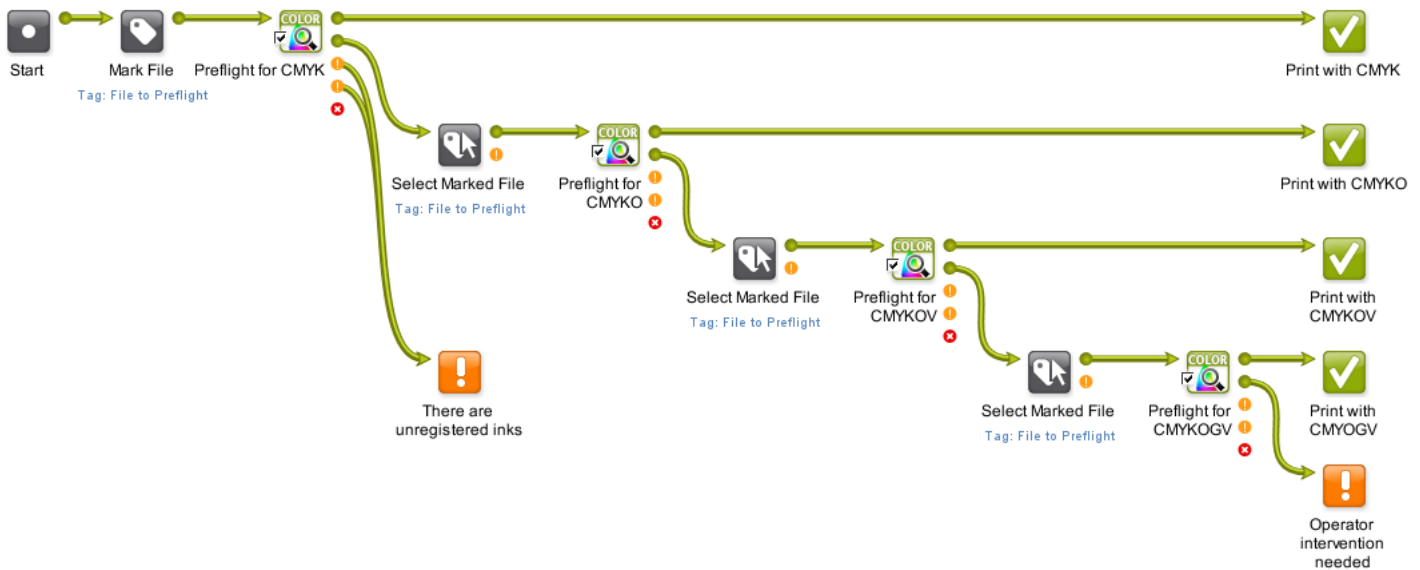 COLOR
Start
Mark File
Preflight for CMYK
Print with CMYK
Tag: File to Preflight
COLOR
Select Marked File
Preflight for
CMYKO
Print with CMYKO
Tag: File to Preflight
COLOR
Select Marked File
Preflight for
CMYKOV
Print with
CMYKOV
Tag: File to Preflight
COLOR
There are
unregistered inks
Select Marked File
Preflight for
CMYKOGV
Print with
CMYOGV
Tag: File to Preflight
Operator
intervention
needed